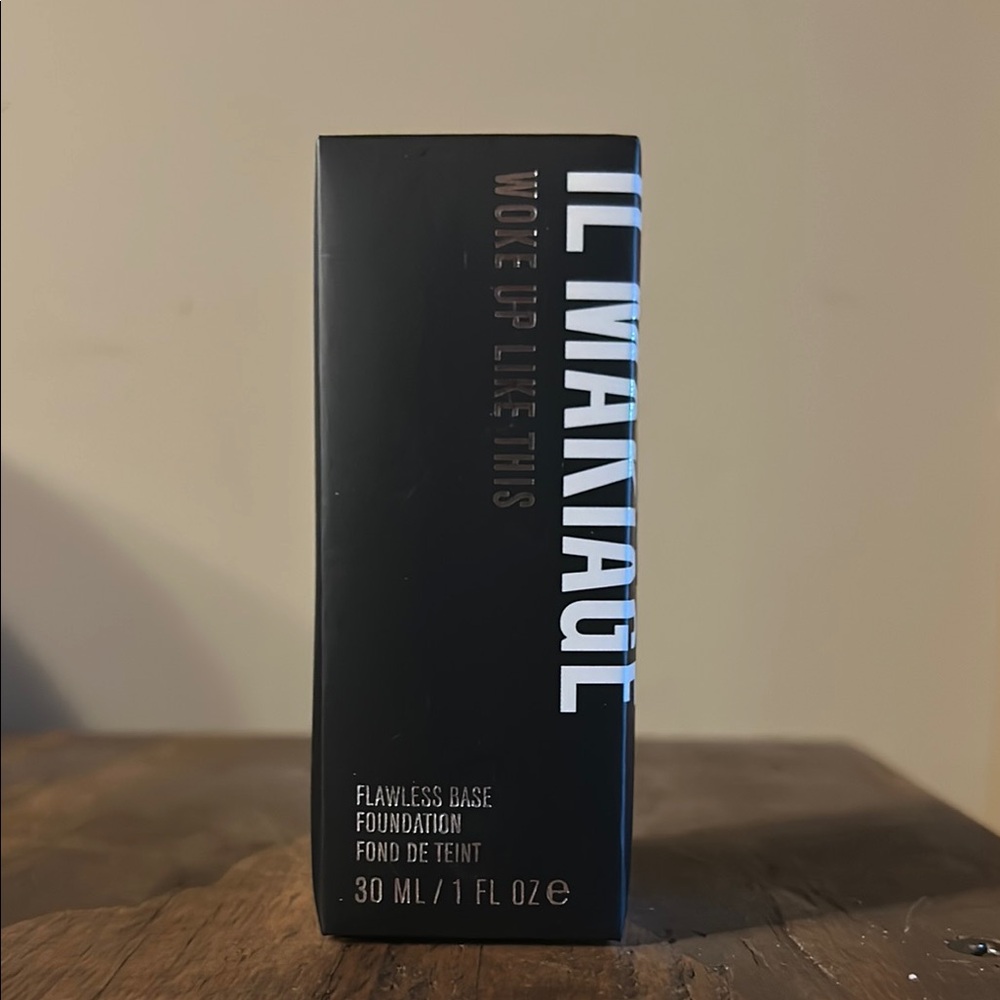 IL MAKIAGE
WOKE UP LIKE THIS
FLAWLESS BASE
FOUNDATION
FOND DE TEINT
30 ML / 1 FL OZ ℮